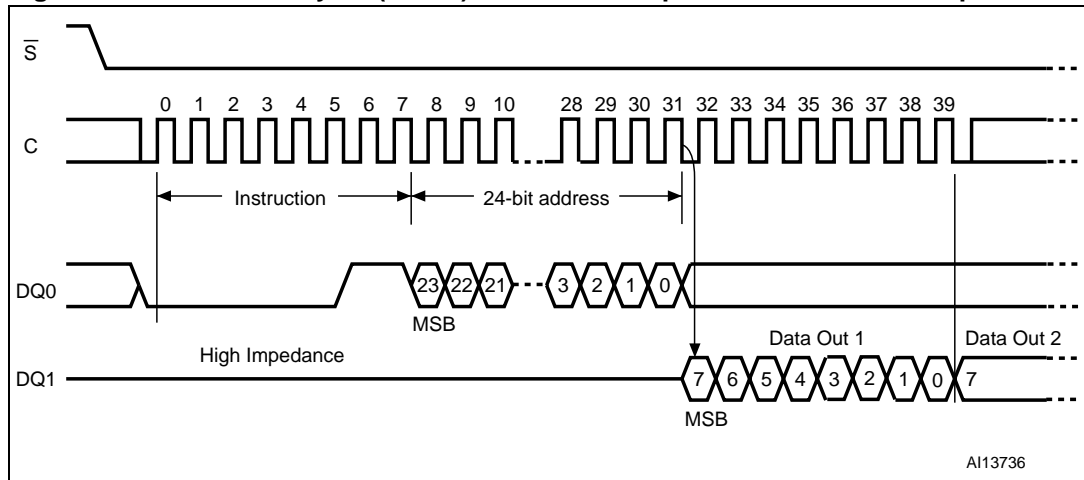 S
0 1 2 3 4 5 6 7 8 9 10 28 29 30 31 32 33 34 35 36 37 38 39
C
Instruction 24-bit address
DQ0 23 22 21 3 2 1 0
MSB
High Impedance Data Out 1 Data Out 2
DQ1 7 6 5 4 3 2 1 0 7
MSB
AI13736